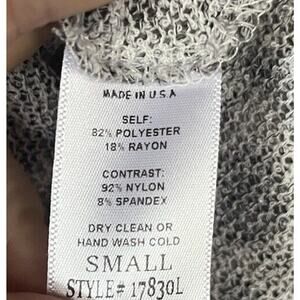 MADE IN U.S.A
SELF:
82% POLYESTER
18% RAYON
CONTRAST:
92% NYLON
8% SPANDEX
DRY CLEAN OR
HAND WASH COLD
SMALL
STYLE# 17830L